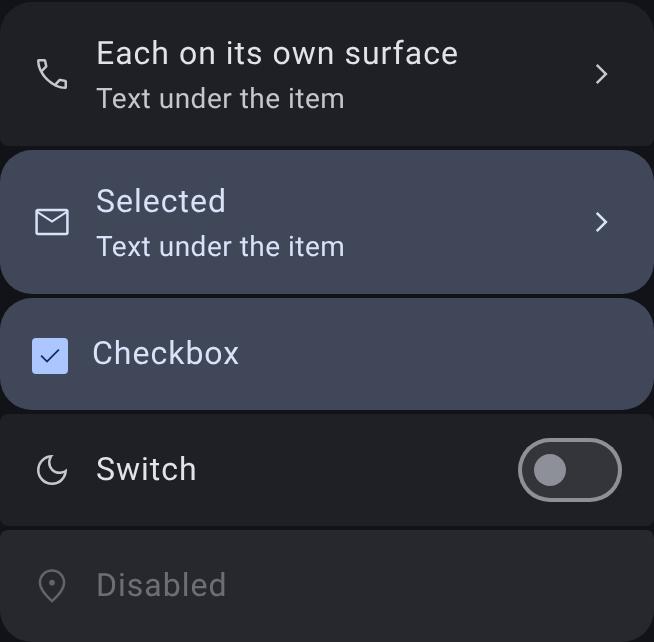 Each on its own surface
Text under the item
Selected
Text under the item
Checkbox
Switch
Disabled